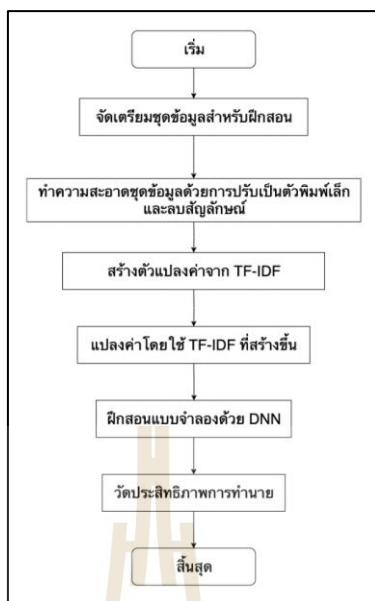 เริ่ม
จัดเตรียมชุดข้อมูลสำหรับฝึกสอน
ทำความสะอาดชุดข้อมูลด้วยการปรับเป็นตัวพิมพ์เล็ก
และลบสัญลักษณ์
สร้างตัวแปลงค่าจาก TF-IDF
แปลงค่าโดยใช้ TF-IDF ที่สร้างขึ้น
ฝึกสอนแบบจำลองด้วย DNN
วัดประสิทธิภาพการทำนาย
สิ้นสุด